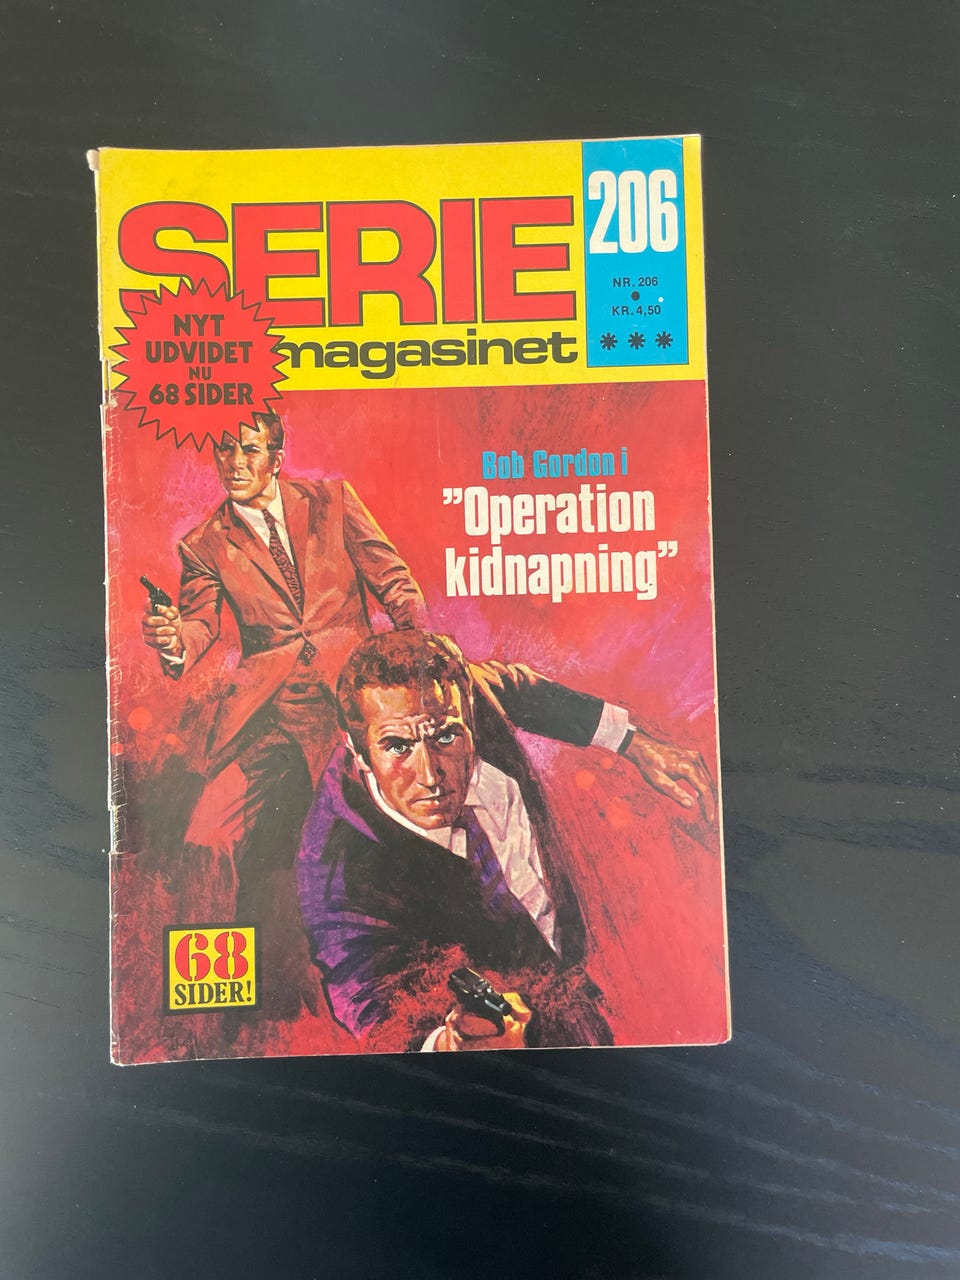 SERIE
magasinet
206
NR. 206
KR. 4,50
***
NYT
UDVIDET
NU
68 SIDER
Bob Gordon i
”Operation
kidnapning”
68
SIDER!